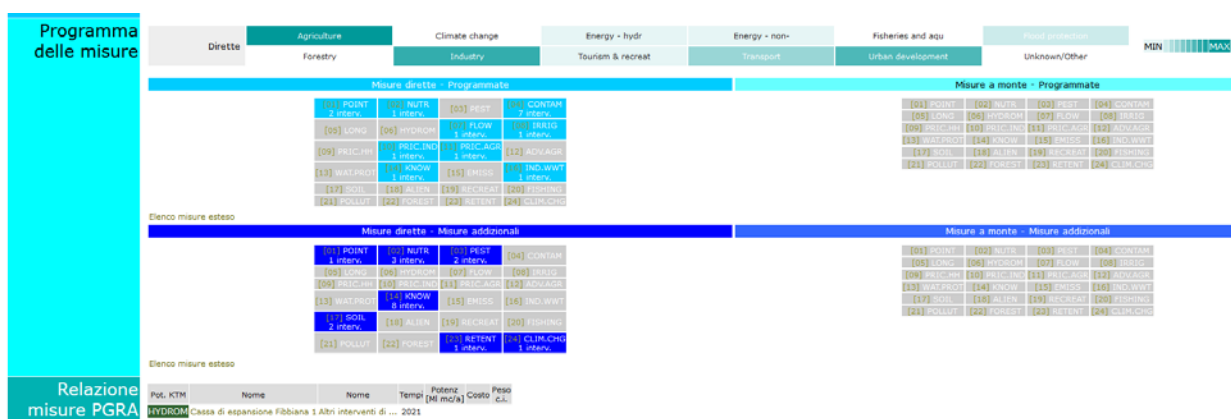 Programma
delle misure
Dirette
Agriculture Climate change Energy - hydr Energy - non- Fisheries and aqu Flood protection
Forestry Industry Tourism & recreat Transport Urban development Unknown/Other
MIN MAX
Misure dirette - Programmate
[01] POINT [02] NUTR [03] PEST [04] CONTAM
2 interv. 1 interv. 7 interv.
[05] LONG [06] HYDROM [07] FLOW [08] IRRIG
1 interv. 1 interv.
[09] PRIC.HH [10] PRIC.IND [11] PRIC.AGR [12] ADV.AGR
1 interv. 1 interv.
[13] WAT.PROT [14] KNOW [15] EMISS [16] IND.WWT
1 interv. 1 interv.
[17] SOIL [18] ALIEN [19] RECREAT [20] FISHING
[21] POLLUT [22] FOREST [23] RETENT [24] CLIM.CHG
Elenco misure esteso
Misure a monte - Programmate
[01] POINT [02] NUTR [03] PEST [04] CONTAM
[05] LONG [06] HYDROM [07] FLOW [08] IRRIG
[09] PRIC.HH [10] PRIC.IND [11] PRIC.AGR [12] ADV.AGR
[13] WAT.PROT [14] KNOW [15] EMISS [16] IND.WWT
[17] SOIL [18] ALIEN [19] RECREAT [20] FISHING
[21] POLLUT [22] FOREST [23] RETENT [24] CLIM.CHG
Misure dirette - Misure addizionali
[01] POINT [02] NUTR [03] PEST [04] CONTAM
1 interv. 3 interv. 2 interv.
[05] LONG [06] HYDROM [07] FLOW [08] IRRIG
[09] PRIC.HH [10] PRIC.IND [11] PRIC.AGR [12] ADV.AGR
[13] WAT.PROT [14] KNOW [15] EMISS [16] IND.WWT
8 interv.
[17] SOIL [18] ALIEN [19] RECREAT [20] FISHING
2 interv.
[21] POLLUT [22] FOREST [23] RETENT [24] CLIM.CHG
1 interv. 1 interv.
Elenco misure esteso
Misure a monte - Misure addizionali
[01] POINT [02] NUTR [03] PEST [04] CONTAM
[05] LONG [06] HYDROM [07] FLOW [08] IRRIG
[09] PRIC.HH [10] PRIC.IND [11] PRIC.AGR [12] ADV.AGR
[13] WAT.PROT [14] KNOW [15] EMISS [16] IND.WWT
[17] SOIL [18] ALIEN [19] RECREAT [20] FISHING
[21] POLLUT [22] FOREST [23] RETENT [24] CLIM.CHG
Relazione
misure PGRA
Pot. KTM Nome Nome Tempi Potenz [Ml mc/a] Costo Peso c.i.
HYDROM Cassa di espansione Fibbiana 1 Altri interventi di ... 2021